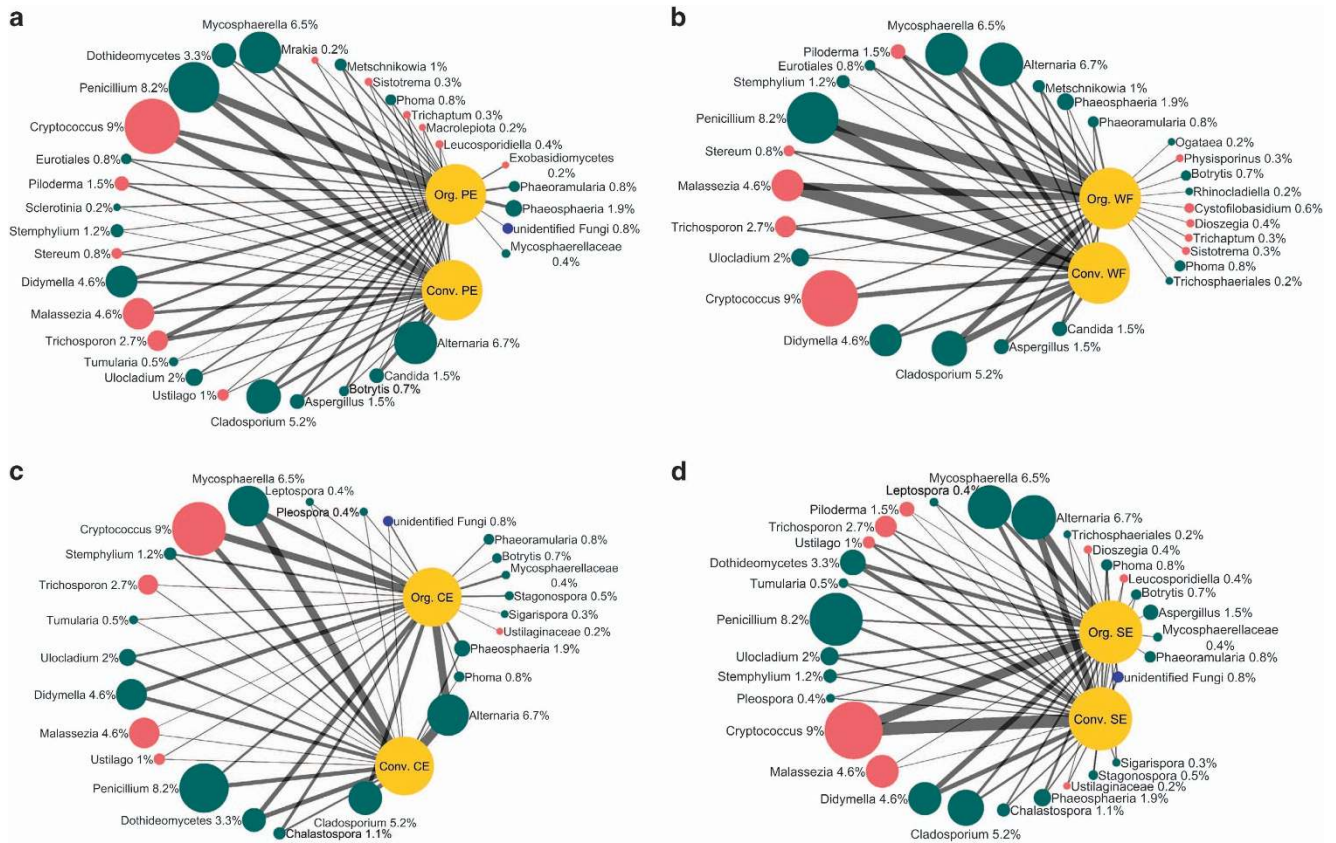 a
Mycosphaerella 6.5%
Dothideomycetes 3.3%
Mrakia 0.2%
Penicillium 8.2%
Metschnikowia 1%
Sistotrema 0.3%
Phoma 0.8%
Trichaptum 0.3%
Cryptococcus 9%
Macrolepiota 0.2%
Leucosporidiella 0.4%
Eurotiales 0.8%
Exobasidiomycetes
0.2%
Piloderma 1.5%
Org. PE
Phaeoramularia 0.8%
Sclerotinia 0.2%
Phaeosphaeria 1.9%
Stemphylium 1.2%
unidentified Fungi 0.8%
Stereum 0.8%
Mycosphaerellaceae
0.4%
Didymella 4.6%
Conv. PE
Malassezia 4.6%
Trichosporon 2.7%
Alternaria 6.7%
Tumularia 0.5%
Ulocladium 2%
Candida 1.5%
Ustilago 1%
Botrytis 0.7%
Aspergillus 1.5%
Cladosporium 5.2%
b
Mycosphaerella 6.5%
Piloderma 1.5%
Eurotiales 0.8%
Alternaria 6.7%
Stemphylium 1.2%
Metschnikowia 1%
Phaeosphaeria 1.9%
Penicillium 8.2%
Phaeoramularia 0.8%
Stereum 0.8%
Ogataea 0.2%
Physisporinus 0.3%
Botrytis 0.7%
Malassezia 4.6%
Rhinocladiella 0.2%
Org. WF
Cystofilobasidium 0.6%
Trichosporon 2.7%
Dioszegia 0.4%
Trichaptum 0.3%
Sistotrema 0.3%
Ulocladium 2%
Phoma 0.8%
Conv. WF
Trichosphaeriales 0.2%
Cryptococcus 9%
Candida 1.5%
Didymella 4.6%
Aspergillus 1.5%
Cladosporium 5.2%
c
Mycosphaerella 6.5%
Leptospora 0.4%
Pleospora 0.4%
Cryptococcus 9%
unidentified Fungi 0.8%
Stemphylium 1.2%
Phaeoramularia 0.8%
Botrytis 0.7%
Mycosphaerellaceae
0.4%
Trichosporon 2.7%
Org. CE
Stagonospora 0.5%
Tumularia 0.5%
Sigarispora 0.3%
Ustilaginaceae 0.2%
Ulocladium 2%
Phaeosphaeria 1.9%
Phoma 0.8%
Didymella 4.6%
Alternaria 6.7%
Malassezia 4.6%
Ustilago 1%
Conv. CE
Penicillium 8.2%
Dothideomycetes 3.3%
Cladosporium 5.2%
Chalastospora 1.1%
d
Mycosphaerella 6.5%
Leptospora 0.4%
Piloderma 1.5%
Trichosporon 2.7%
Alternaria 6.7%
Ustilago 1%
Trichosphaeriales 0.2%
Dioszegia 0.4%
Dothideomycetes 3.3%
Phoma 0.8%
Tumularia 0.5%
Leucosporidiella 0.4%
Botrytis 0.7%
Penicillium 8.2%
Aspergillus 1.5%
Org. SE
Mycosphaerellaceae
0.4%
Ulocladium 2%
Phaeoramularia 0.8%
Stemphylium 1.2%
unidentified Fungi 0.8%
Pleospora 0.4%
Conv. SE
Cryptococcus 9%
Sigarispora 0.3%
Malassezia 4.6%
Stagonospora 0.5%
Ustilaginaceae 0.2%
Didymella 4.6%
Phaeosphaeria 1.9%
Chalastospora 1.1%
Cladosporium 5.2%